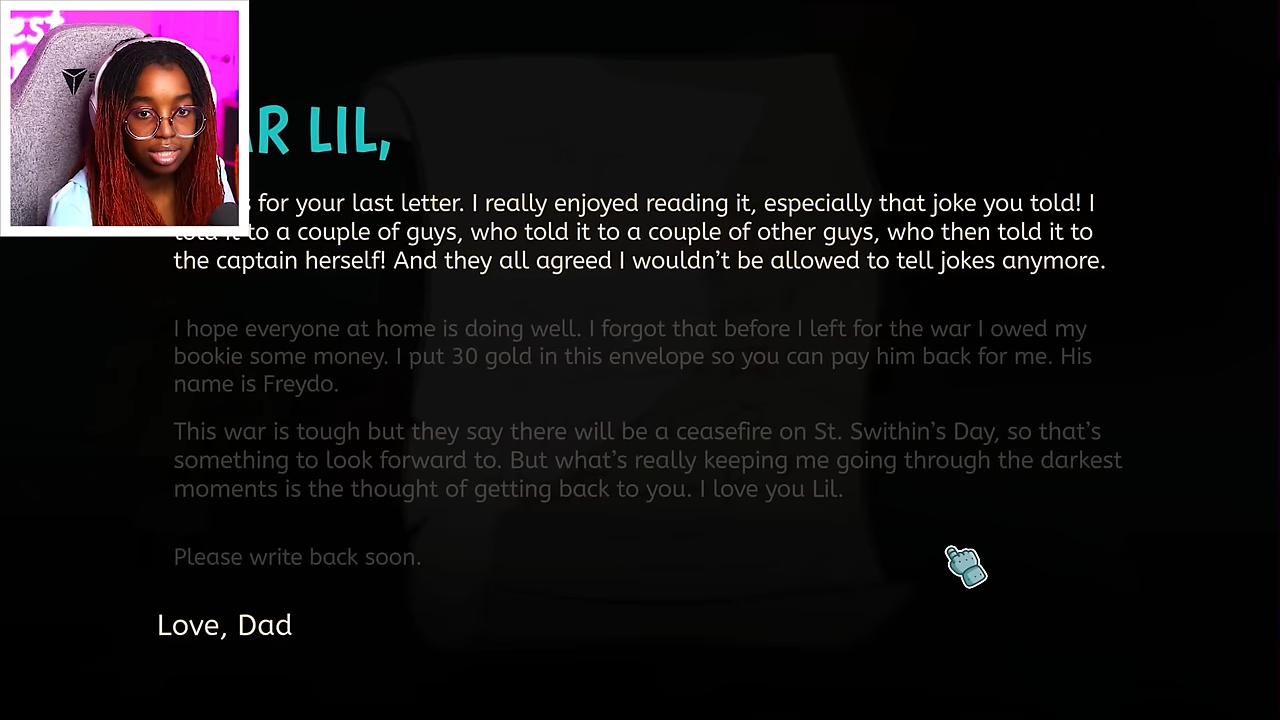 AR LIL,
for your last letter. I really enjoyed reading it, especially that joke you told! I
told it to a couple of guys, who told it to a couple of other guys, who then told it to
the captain herself! And they all agreed I wouldn’t be allowed to tell jokes anymore.
I hope everyone at home is doing well. I forgot that before I left for the war I owed my
bookie some money. I put 30 gold in this envelope so you can pay him back for me. His
name is Freydo.
This war is tough but they say there will be a ceasefire on St. Swithin’s Day, so that’s
something to look forward to. But what’s really keeping me going through the darkest
moments is the thought of getting back to you. I love you Lil.
Please write back soon.
Love, Dad